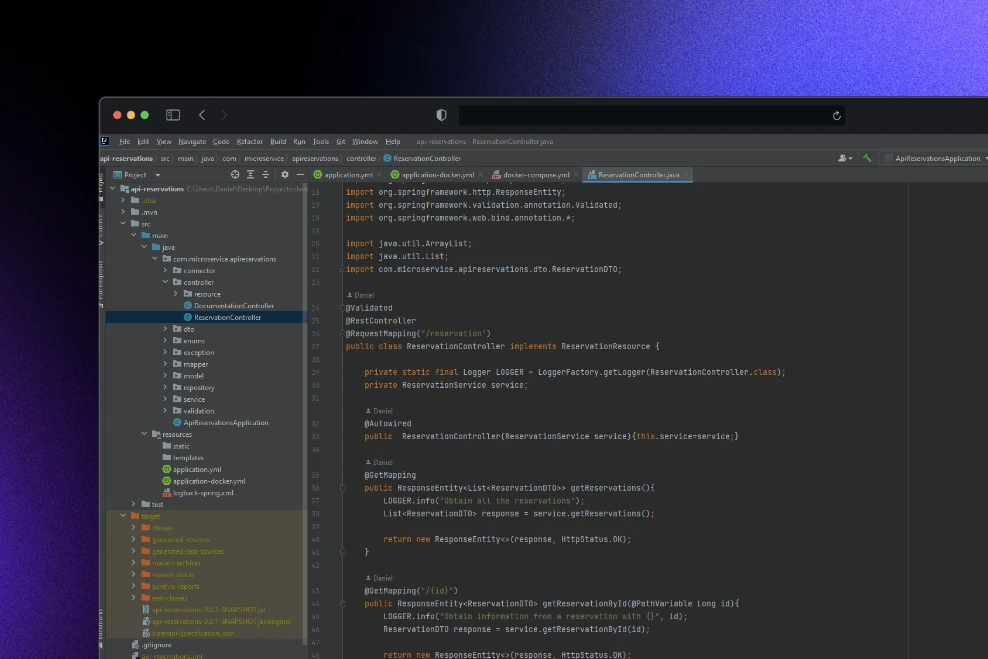 File Edit View Navigate Code Refactor Build Run Tools Git Window Help api-reservations - ReservationController.java
api-reservations src main java com microservice apireservations controller ReservationController ApiReservationsApplication
Project
application.yml application-docker.yml docker-compose.yml ReservationController.java
api-reservations C:\Users\Daniel\Desktop\Proyectos\
.idea
.mvn
src
main
java
com.microservice.apireservations
connector
controller
resource
DocumentationController
ReservationController
dto
enums
exception
mapper
model
repository
service
validation
ApiReservationsApplication
resources
static
templates
application.yml
application-docker.yml
logback-spring.xml
test
target
classes
generated-sources
generated-test-sources
maven-archiver
maven-status
surefire-reports
test-classes
api-reservations-0.0.1-SNAPSHOT.jar
api-reservations-0.0.1-SNAPSHOT.jar.original
openapi-specification.json
.gitignore
api-reservations.iml
16 import org.springframework.http.ResponseEntity;
17 import org.springframework.validation.annotation.Validated;
18 import org.springframework.web.bind.annotation.*;
19
20 import java.util.ArrayList;
21 import java.util.List;
22 import com.microservice.apireservations.dto.ReservationDTO;
23
Daniel
24 @Validated
25 @RestController
26 @RequestMapping("/reservation")
27 public class ReservationController implements ReservationResource {
28
29 private static final Logger LOGGER = LoggerFactory.getLogger(ReservationController.class);
30 private ReservationService service;
31
Daniel
32 @Autowired
33 public ReservationController(ReservationService service){this.service=service;}
34
Daniel
35 @GetMapping
36 public ResponseEntity<List<ReservationDTO>> getReservations(){
37 LOGGER.info("Obtain all the reservations");
38 List<ReservationDTO> response = service.getReservations();
39
40 return new ResponseEntity<>(response, HttpStatus.OK);
41 }
42
Daniel
43 @GetMapping("/{id}")
44 public ResponseEntity<ReservationDTO> getReservationById(@PathVariable Long id){
45 LOGGER.info("Obtain information from a reservation with {}", id);
46 ReservationDTO response = service.getReservationById(id);
47
48 return new ResponseEntity<>(response, HttpStatus.OK);